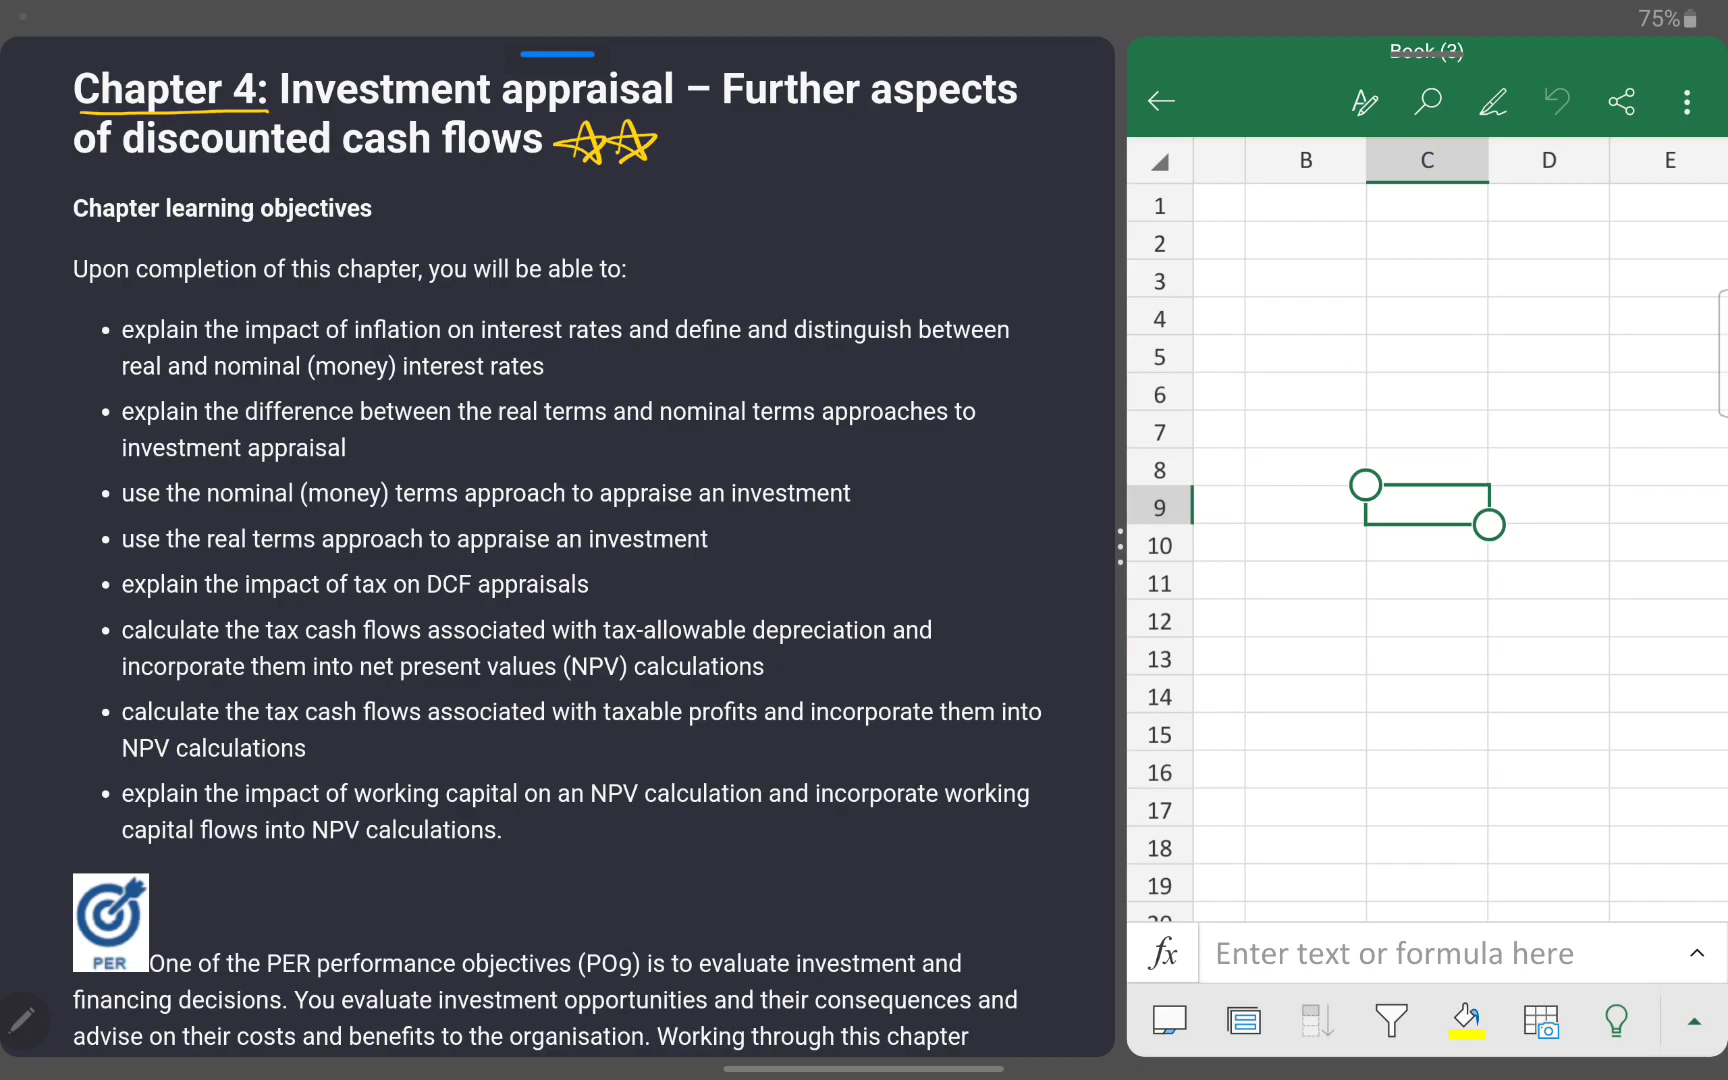 75%
Chapter 4: Investment appraisal – Further aspects
of discounted cash flows
Chapter learning objectives
Upon completion of this chapter, you will be able to:
• explain the impact of inflation on interest rates and define and distinguish between
real and nominal (money) interest rates
• explain the difference between the real terms and nominal terms approaches to
investment appraisal
• use the nominal (money) terms approach to appraise an investment
• use the real terms approach to appraise an investment
• explain the impact of tax on DCF appraisals
• calculate the tax cash flows associated with tax-allowable depreciation and
incorporate them into net present values (NPV) calculations
• calculate the tax cash flows associated with taxable profits and incorporate them into
NPV calculations
• explain the impact of working capital on an NPV calculation and incorporate working
capital flows into NPV calculations.
PER
One of the PER performance objectives (PO9) is to evaluate investment and
financing decisions. You evaluate investment opportunities and their consequences and
advise on their costs and benefits to the organisation. Working through this chapter
Book (3)
B C D E
1
2
3
4
5
6
7
8
9
10
11
12
13
14
15
16
17
18
19
20
fx Enter text or formula here